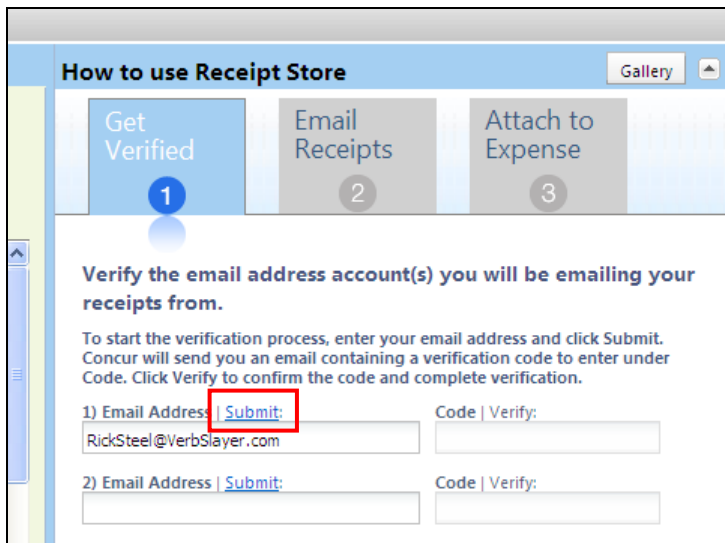 How to use Receipt Store
Gallery
Get
Verified
1
Email
Receipts
2
Attach to
Expense
3
Verify the email address account(s) you will be emailing your
receipts from.
To start the verification process, enter your email address and click Submit.
Concur will send you an email containing a verification code to enter under
Code. Click Verify to confirm the code and complete verification.
1) Email Address | Submit: Code | Verify:
RickSteel@VerbSlayer.com
2) Email Address | Submit: Code | Verify: